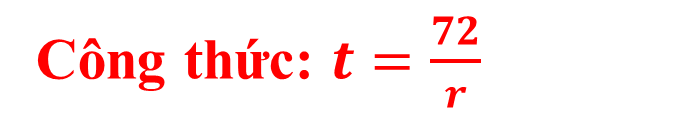 Công thức: t = 72/r